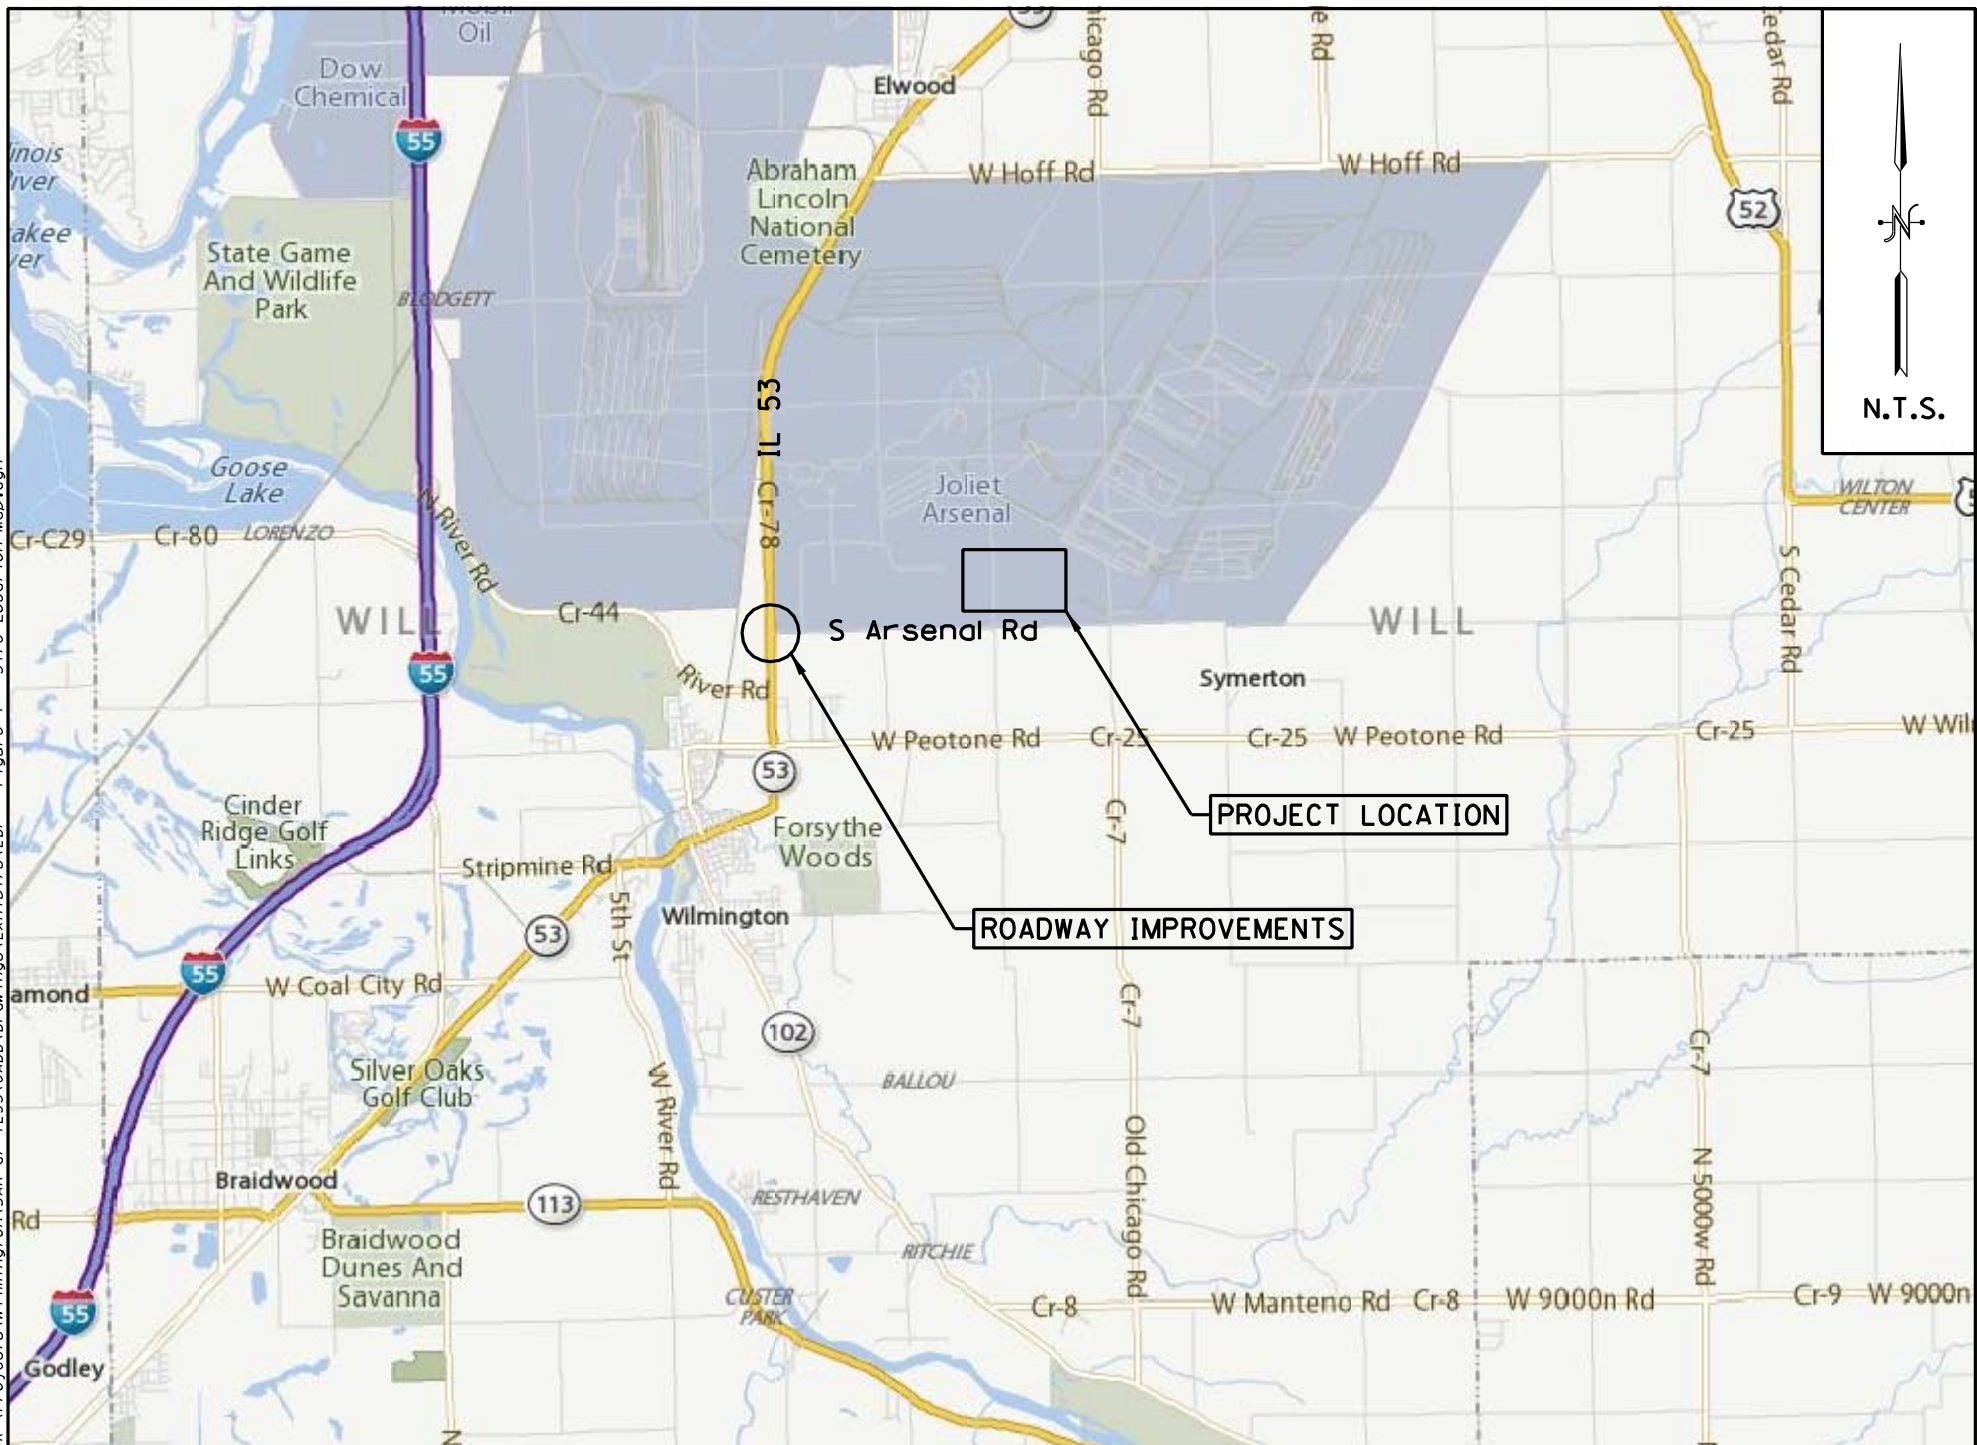 Oil
Dow
Chemical
55
Elwood
Abraham
Lincoln
National
Cemetery
W Hoff Rd
W Hoff Rd
52
N
N.T.S.
State Game
And Wildlife
Park
BLODGETT
IL 53
Cr-78
Goose
Lake
N River Rd
Joliet
Arsenal
WILTON
CENTER
Cr-C29
Cr-80
LORENZO
S Cedar Rd
WILL
Cr-44
S Arsenal Rd
WILL
55
River Rd
Symerton
W Peotone Rd
Cr-25
Cr-25
W Peotone Rd
Cr-25
53
Cinder
Ridge Golf
Links
Forsythe
Woods
Cr-7
PROJECT LOCATION
Stripmine Rd
5th St
Wilmington
ROADWAY IMPROVEMENTS
53
55
W Coal City Rd
Cr-7
102
Cr-7
Silver Oaks
Golf Club
BALLOU
W River Rd
Old Chicago Rd
N 5000w Rd
Braidwood
RESTHAVEN
113
Rd
Braidwood
Dunes And
Savanna
RITCHIE
CUSTER
PARK
55
Cr-8
W Manteno Rd
Cr-8
W 9000n Rd
Cr-9
W 9000n
Godley